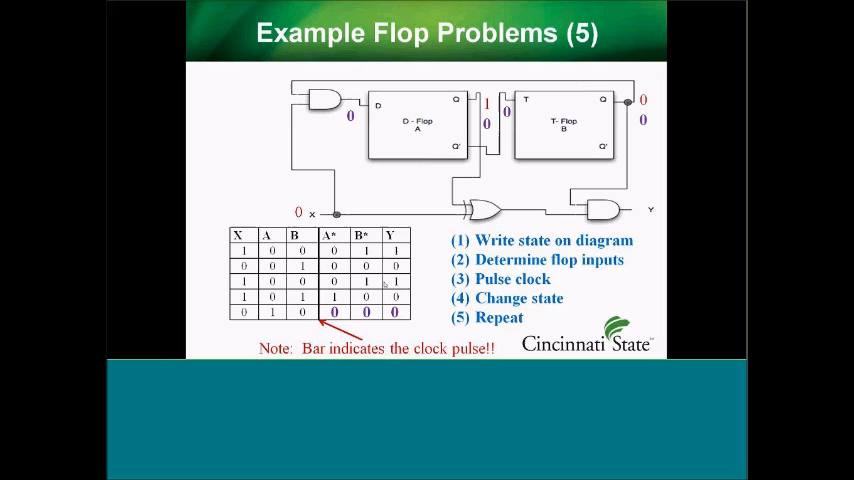 Example Flop Problems (5)
D
Q
D - Flop
A
Q'
T
Q
T- Flop
B
Q'
0
1
0
0
0
0
0 X
Y
X A B A* B* Y
1 0 0 0 1 1
0 0 1 0 0 0
1 0 0 0 1 1
1 0 1 1 0 0
0 1 0 0 0 0
(1) Write state on diagram
(2) Determine flop inputs
(3) Pulse clock
(4) Change state
(5) Repeat
Note: Bar indicates the clock pulse!!
Cincinnati State